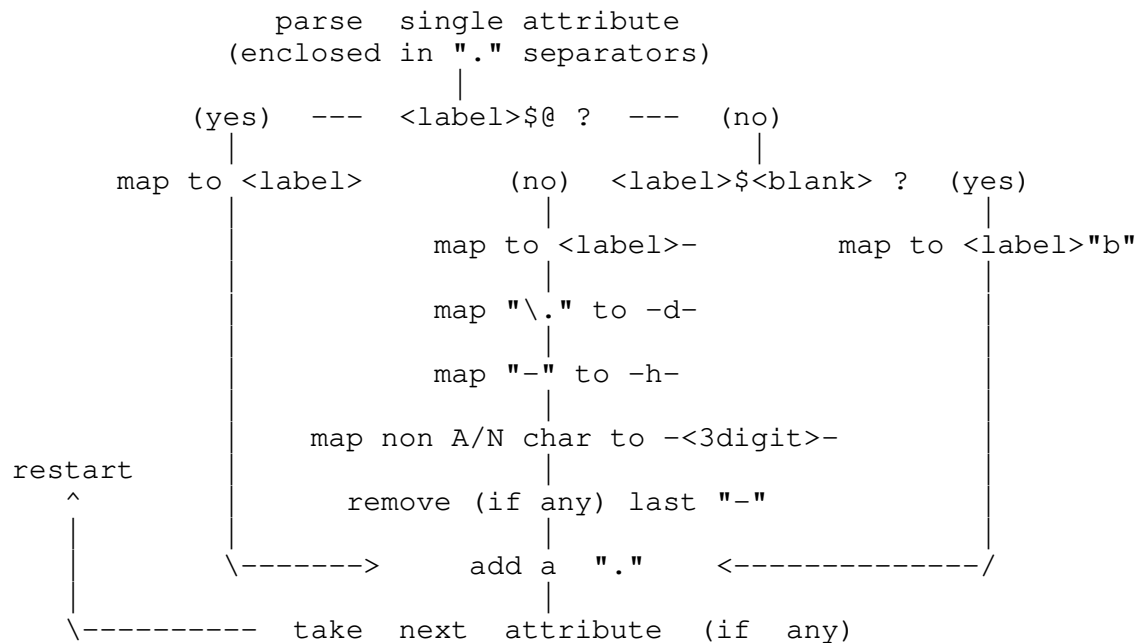 parse single attribute
(enclosed in "." separators)
|
(yes) --- <label>$@ ? --- (no)
| |
map to <label> (no) <label>$<blank> ? (yes)
| | |
| map to <label>- map to <label>"b"
| | |
| map "\." to -d- |
| | |
| map "-" to -h- |
| | |
| map non A/N char to -<3digit>- |
restart | | |
^ | remove (if any) last "-" |
| | | |
| \-------> add a "." <--------------/
| |
\---------- take next attribute (if any)